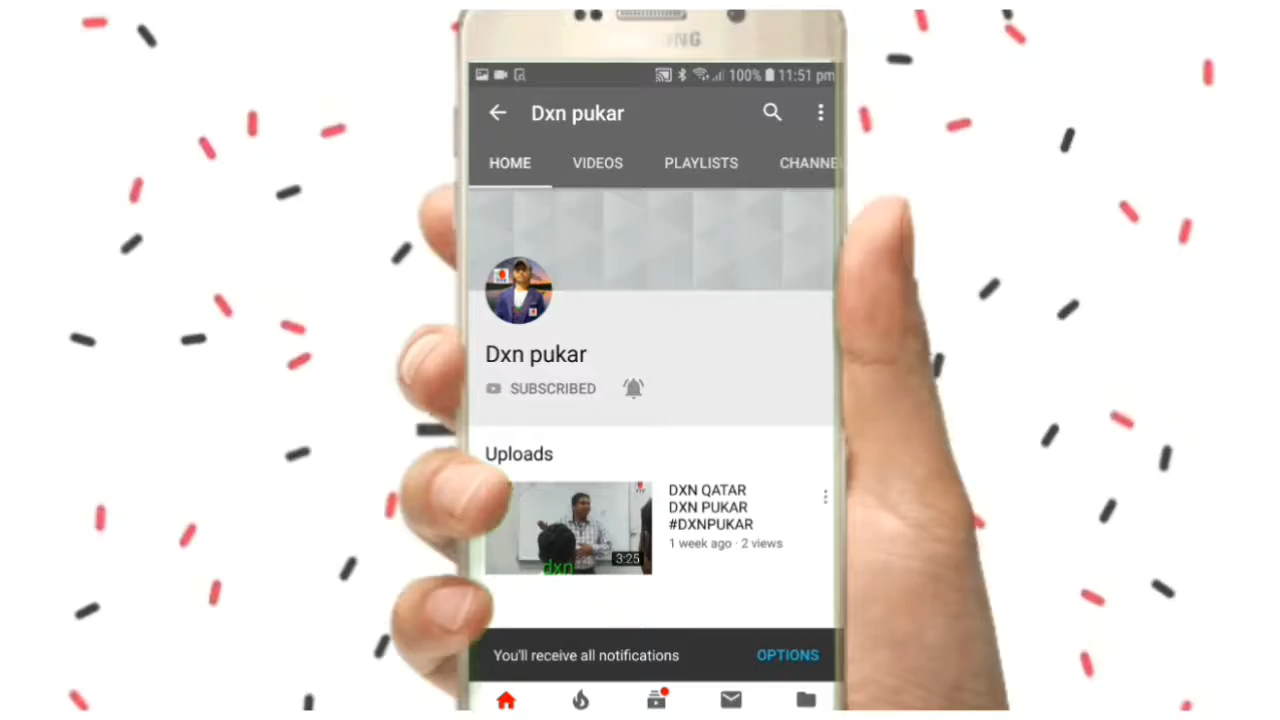 SAMSUNG
100% 11:51 pm
Dxn pukar
HOME VIDEOS PLAYLISTS CHANNE
Dxn pukar
SUBSCRIBED
Uploads
DXN QATAR
DXN PUKAR
#DXNPUKAR
1 week ago · 2 views
3:25
dxn
You'll receive all notifications OPTIONS